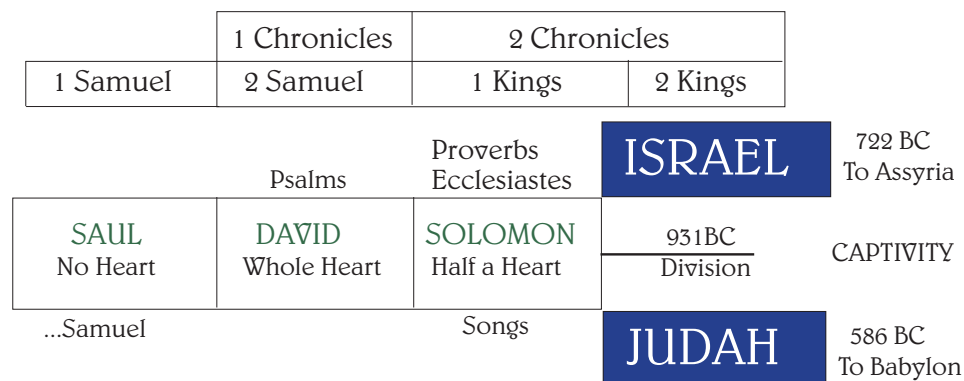 1 Chronicles 2 Chronicles
1 Samuel 2 Samuel 1 Kings 2 Kings
Psalms
Proverbs
Ecclesiastes
ISRAEL
722 BC
To Assyria
SAUL
No Heart
DAVID
Whole Heart
SOLOMON
Half a Heart
931BC
Division
CAPTIVITY
...Samuel
Songs
JUDAH
586 BC
To Babylon